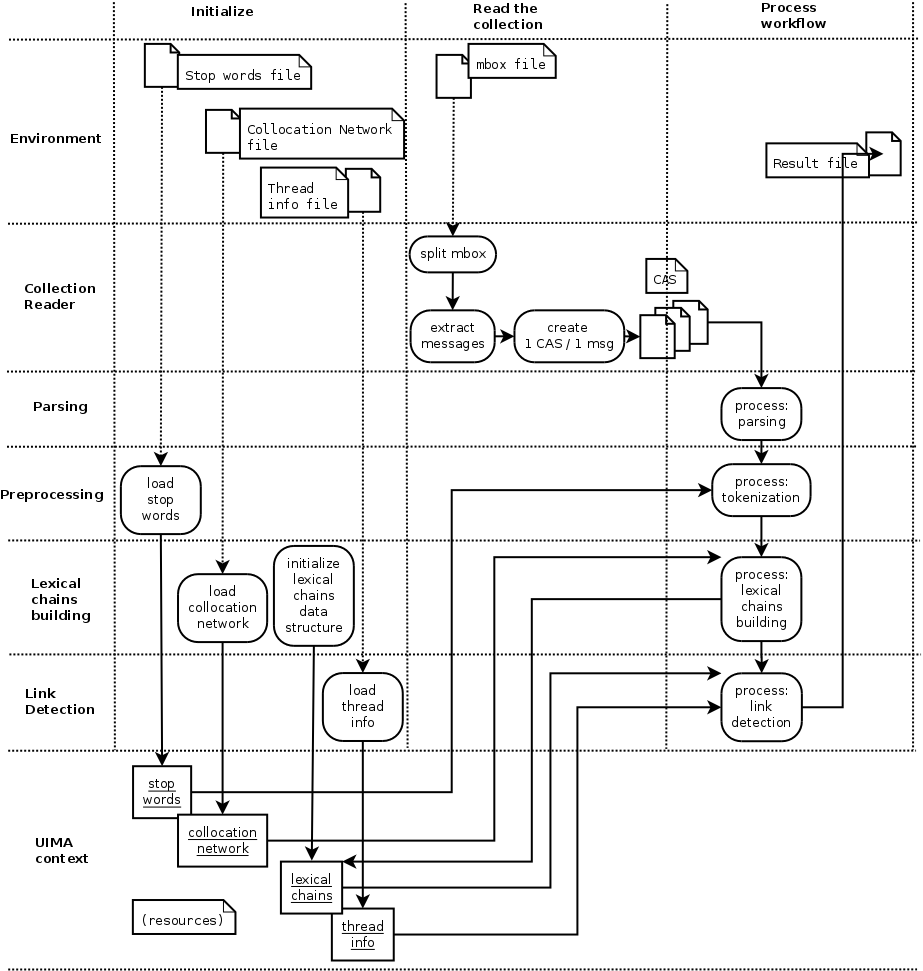 Initialize
Read the
collection
Process
workflow
Environment
Stop words file
Collocation Network
file
Thread
info file
mbox file
Result file
Collection
Reader
split mbox
extract
messages
create
1 CAS / 1 msg
CAS
Parsing
process:
parsing
Preprocessing
load
stop
words
process:
tokenization
Lexical
chains
building
load
collocation
network
initialize
lexical
chains
data
structure
process:
lexical
chains
building
Link
Detection
load
thread
info
process:
link
detection
UIMA
context
stop
words
collocation
network
lexical
chains
thread
info
(resources)